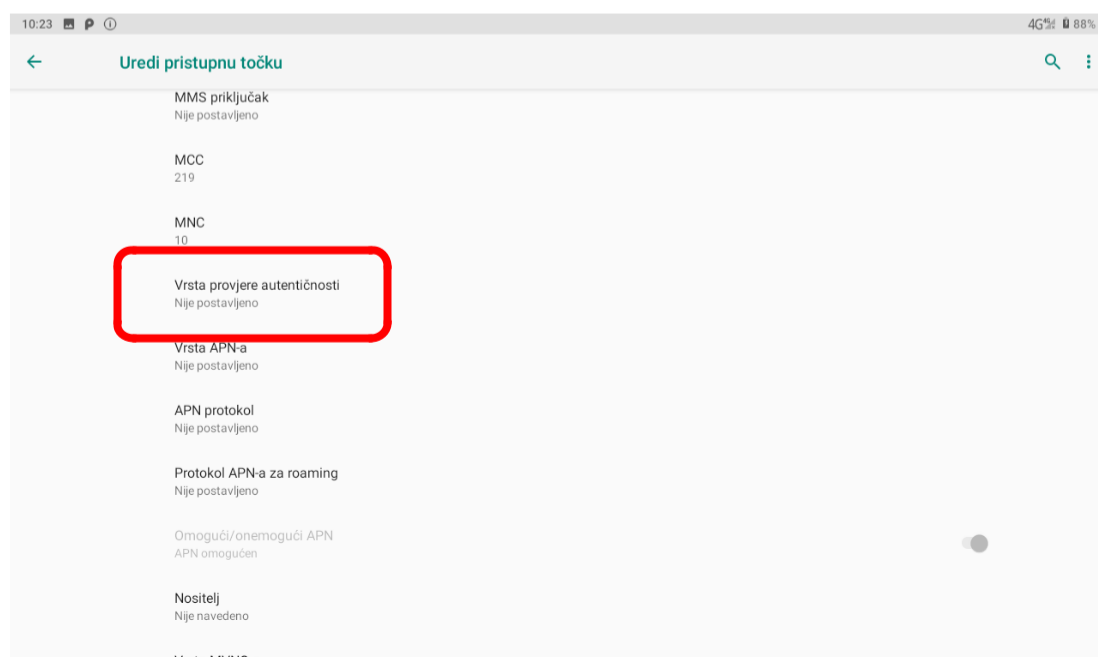 10:23
4G
88%
Uredi pristupnu točku
MMS priključak
Nije postavljeno
MCC
219
MNC
10
Vrsta provjere autentičnosti
Nije postavljeno
Vrsta APN-a
Nije postavljeno
APN protokol
Nije postavljeno
Protokol APN-a za roaming
Nije postavljeno
Omogući/onemogući APN
APN omogućen
Nositelj
Nije navedeno